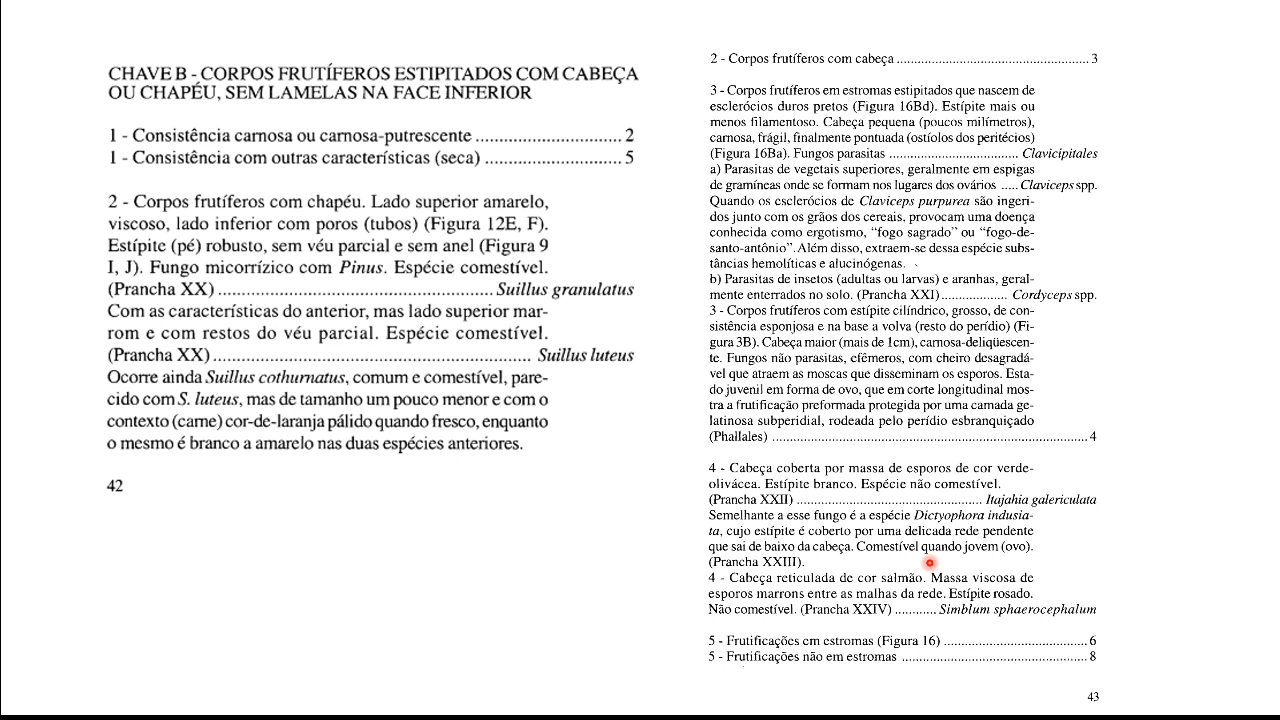 CHAVE B - CORPOS FRUTÍFEROS ESTIPITADOS COM CABEÇA
OU CHAPÉU, SEM LAMELAS NA FACE INFERIOR
1 - Consistência carnosa ou carnosa-putrescente ............................ 2
1 - Consistência com outras características (seca) .......................... 5
2 - Corpos frutíferos com chapéu. Lado superior amarelo,
viscoso, lado inferior com poros (tubos) (Figura 12E, F).
Estípite (pé) robusto, sem véu parcial e sem anel (Figura 9
I, J). Fungo micorrízico com Pinus. Espécie comestível.
(Prancha XX) .................................................... Suillus granulatus
Com as características do anterior, mas lado superior mar-
rom e com restos do véu parcial. Espécie comestível.
(Prancha XX) ............................................................ Suillus luteus
Ocorre ainda Suillus cothurnatus, comum e comestível, pare-
cido com S. luteus, mas de tamanho um pouco menor e com o
contexto (carne) cor-de-laranja pálido quando fresco, enquanto
o mesmo é branco a amarelo nas duas espécies anteriores.
42
2 - Corpos frutíferos com cabeça ......................................................... 3
3 - Corpos frutíferos em estromas estipitados que nascem de
esclerócios duros pretos (Figura 16Bd). Estípite mais ou
menos filamentoso. Cabeça pequena (poucos milímetros),
carnosa, frágil, finalmente pontuada (ostíolos dos peritécios)
(Figura 16Ba). Fungos parasitas ...................................... Clavicipitales
a) Parasitas de vegetais superiores, geralmente em espigas
de gramíneas onde se formam nos lugares dos ovários ..... Claviceps spp.
Quando os esclerócios de Claviceps purpurea são ingeri-
dos junto com os grãos dos cereais, provocam uma doença
conhecida como ergotismo, “fogo sagrado” ou “fogo-de-
santo-antônio”. Além disso, extraem-se dessa espécie subs-
tâncias hemolíticas e alucinógenas.
b) Parasitas de insetos (adultas ou larvas) e aranhas, geral-
mente enterrados no solo. (Prancha XXI) ................... Cordyceps spp.
3 - Corpos frutíferos com estípite cilíndrico, grosso, de con-
sistência esponjosa e na base a volva (resto do perídio) (Fi-
gura 3B). Cabeça maior (mais de 1cm), carnosa-deliqüescen-
te. Fungos não parasitas, efêmeros, com cheiro desagradá-
vel que atraem as moscas que disseminam os esporos. Esta-
do juvenil em forma de ovo, que em corte longitudinal mos-
tra a frutificação preformada protegida por uma camada ge-
latinosa subperidial, rodeada pelo perídio esbranquiçado
(Phallales) .............................................................................................. 4
4 - Cabeça coberta por massa de esporos de cor verde-
olivácea. Estípite branco. Espécie não comestível.
(Prancha XXII) ....................................................... Itajahia galericulata
Semelhante a esse fungo é a espécie Dictyophora indusia-
ta, cujo estípite é coberto por uma delicada rede pendente
que sai de baixo da cabeça. Comestível quando jovem (ovo).
(Prancha XXIII).
4 - Cabeça reticulada de cor salmão. Massa viscosa de
esporos marrons entre as malhas da rede. Estípite rosado.
Não comestível. (Prancha XXIV) ............ Simblum sphaerocephalum
5 - Frutificações em estromas (Figura 16) ........................................... 6
5 - Frutificações não em estromas ....................................................... 8
43